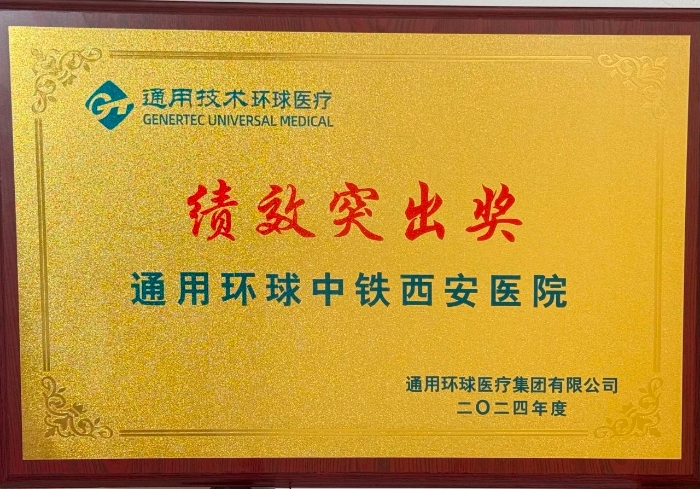 通用技术环球医疗
GENERTEC UNIVERSAL MEDICAL
绩效突出奖
通用环球中铁西安医院
通用环球医疗集团有限公司
二〇二四年度